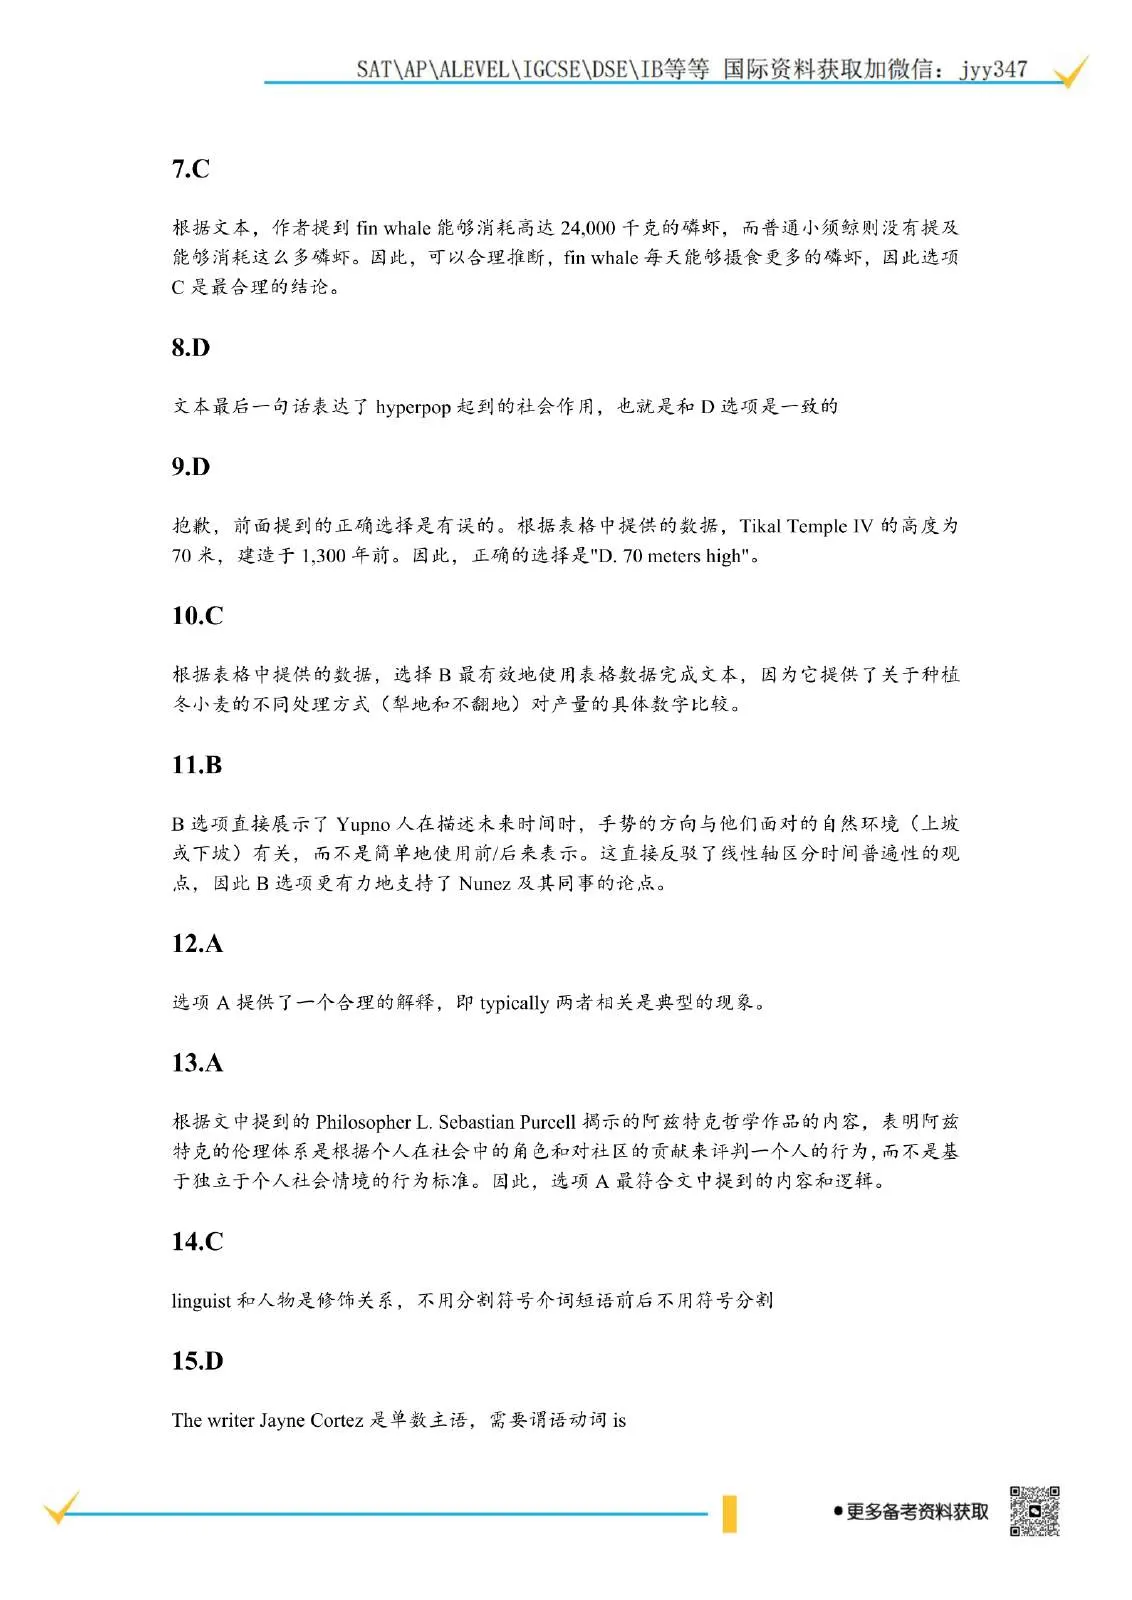 SAT\AP\ALEVEL\IGCSE\DSE\IB等等 国际资料获取加微信：jyy347
7.C
根据文本，作者提到 fin whale 能够消耗高达 24,000 千克的磷虾，而普通小须鲸则没有提及
能够消耗这么多磷虾。因此，可以合理推断，fin whale 每天能够摄食更多的磷虾，因此选项
C 是最合理的结论。
8.D
文本最后一句话表达了 hyperpop 起到的社会作用，也就是和 D 选项是一致的
9.D
抱歉，前面提到的正确选择是有误的。根据表格中提供的数据，Tikal Temple IV 的高度为
70 米，建造于 1,300 年前。因此，正确的选择是"D. 70 meters high"。
10.C
根据表格中提供的数据，选择 B 最有效地使用表格数据完成文本，因为它提供了关于种植
冬小麦的不同处理方式（犁地和不翻地）对产量的具体数字比较。
11.B
B 选项直接展示了 Yupno 人在描述未来时间时，手势的方向与他们面对的自然环境（上坡
或下坡）有关，而不是简单地使用前/后来表示。这直接反驳了线性轴区分时间普遍性的观
点，因此 B 选项更有力地支持了 Nunez 及其同事的论点。
12.A
选项 A 提供了一个合理的解释，即 typically 两者相关是典型的现象。
13.A
根据文中提到的 Philosopher L. Sebastian Purcell 揭示的阿兹特克哲学作品的内容，表明阿兹
特克的伦理体系是根据个人在社会中的角色和对社区的贡献来评判一个人的行为，而不是基
于独立于个人社会情境的行为标准。因此，选项 A 最符合文中提到的内容和逻辑。
14.C
linguist 和人物是修饰关系，不用分割符号介词短语前后不用符号分割
15.D
The writer Jayne Cortez 是单数主语，需要谓语动词 is
●更多备考资料获取